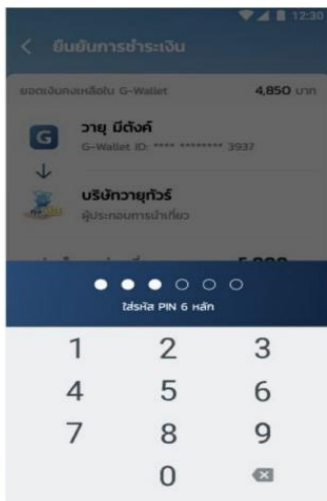 12:30
< ยืนยันการชำระเงิน
ยอดเงินคงเหลือใน G-Wallet 4,850 บาท
G วายุ มีตังค์
G-Wallet ID: **** ******** 3937
บริษัทวายุทัวร์
ผู้ประกอบการนำเที่ยว
ใส่รหัส PIN 6 หลัก
1 2 3
4 5 6
7 8 9
0